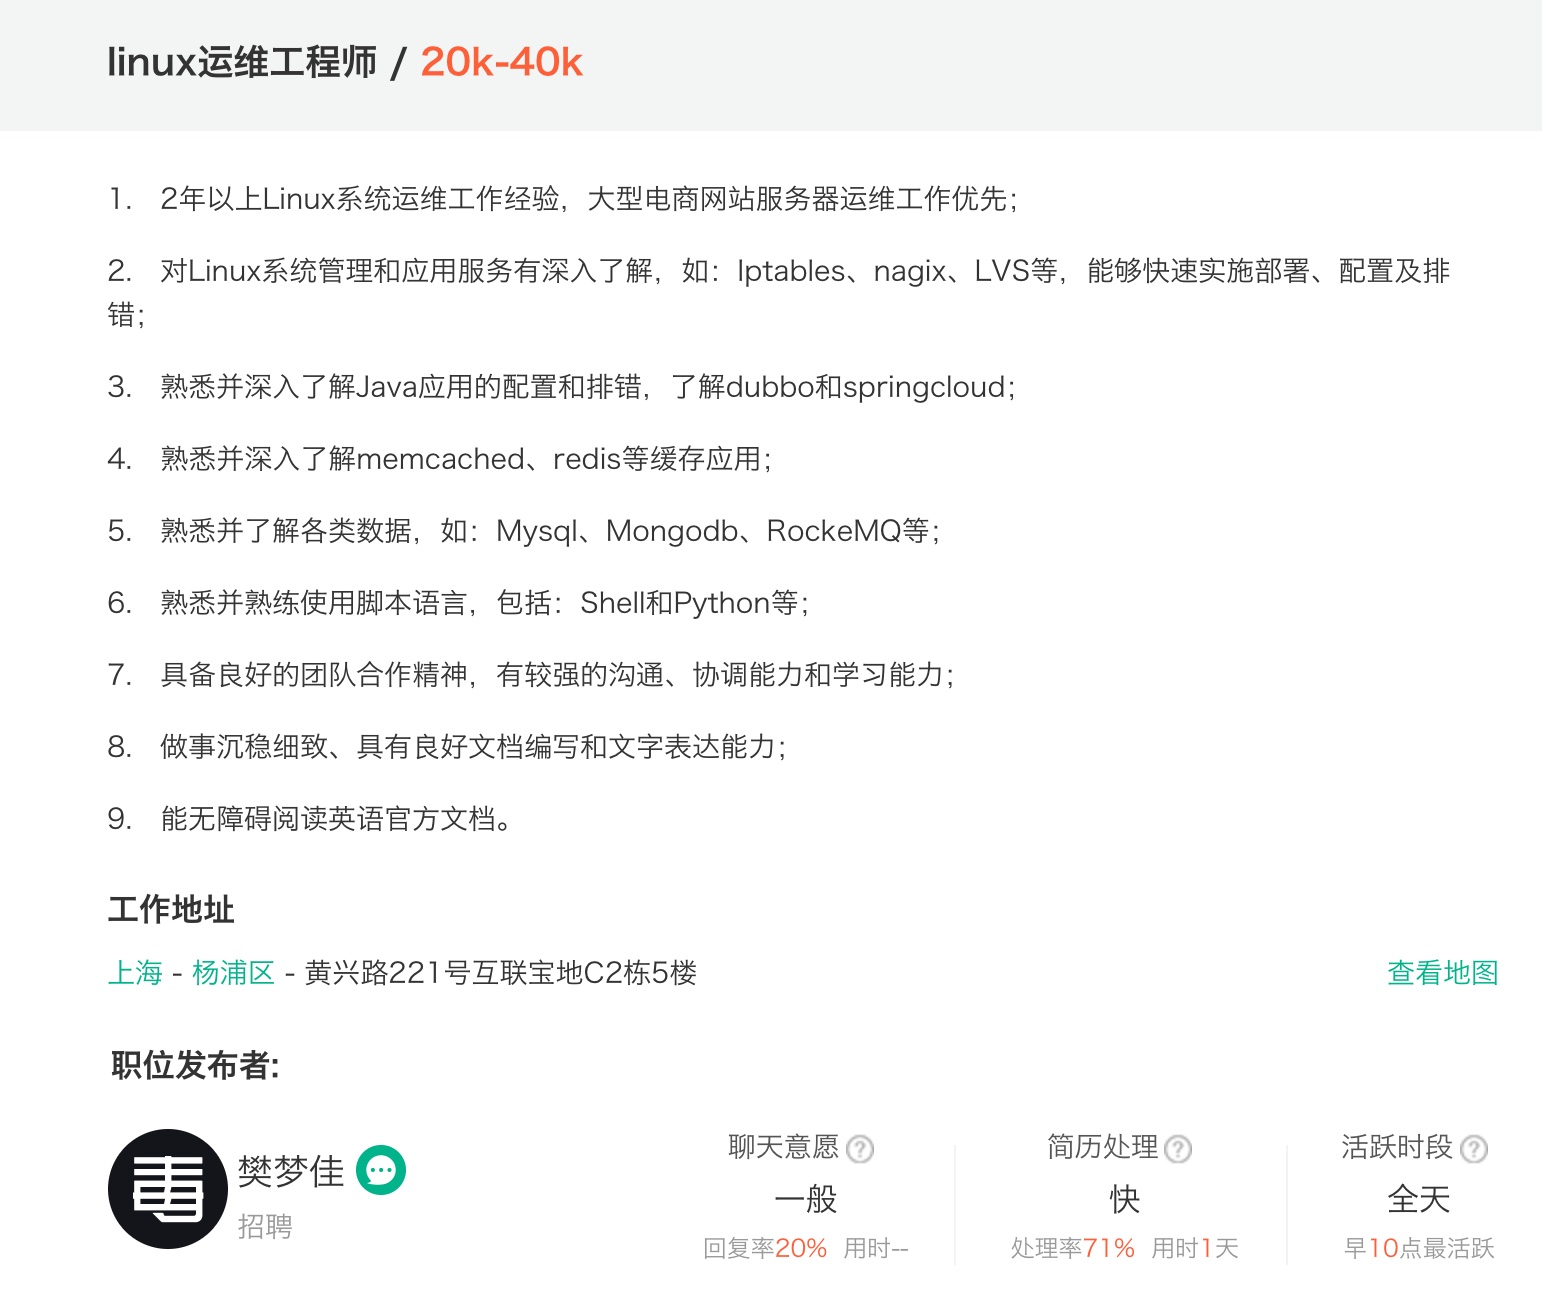 linux运维工程师 / 20k-40k
1. 2年以上Linux系统运维工作经验，大型电商网站服务器运维工作优先；
2. 对Linux系统管理和应用服务有深入了解，如：Iptables、nagix、LVS等，能够快速实施部署、配置及排
错；
3. 熟悉并深入了解Java应用的配置和排错，了解dubbo和springcloud；
4. 熟悉并深入了解memcached、redis等缓存应用；
5. 熟悉并了解各类数据，如：Mysql、Mongodb、RockeMQ等；
6. 熟悉并熟练使用脚本语言，包括：Shell和Python等；
7. 具备良好的团队合作精神，有较强的沟通、协调能力和学习能力；
8. 做事沉稳细致、具有良好文档编写和文字表达能力；
9. 能无障碍阅读英语官方文档。
工作地址
上海 - 杨浦区 - 黄兴路221号互联宝地C2栋5楼 查看地图
职位发布者:
樊梦佳
招聘
聊天意愿 ?
一般
回复率20% 用时--
简历处理 ?
快
处理率71% 用时1天
活跃时段 ?
全天
早10点最活跃